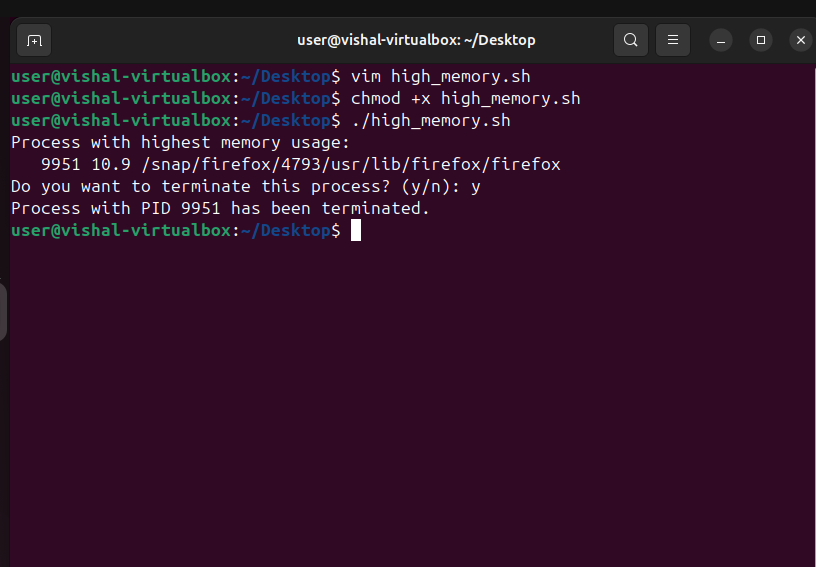 user@vishal-virtualbox: ~/Desktop
user@vishal-virtualbox:~/Desktop$ vim high_memory.sh
user@vishal-virtualbox:~/Desktop$ chmod +x high_memory.sh
user@vishal-virtualbox:~/Desktop$ ./high_memory.sh
Process with highest memory usage:
   9951 10.9 /snap/firefox/4793/usr/lib/firefox/firefox
Do you want to terminate this process? (y/n): y
Process with PID 9951 has been terminated.
user@vishal-virtualbox:~/Desktop$